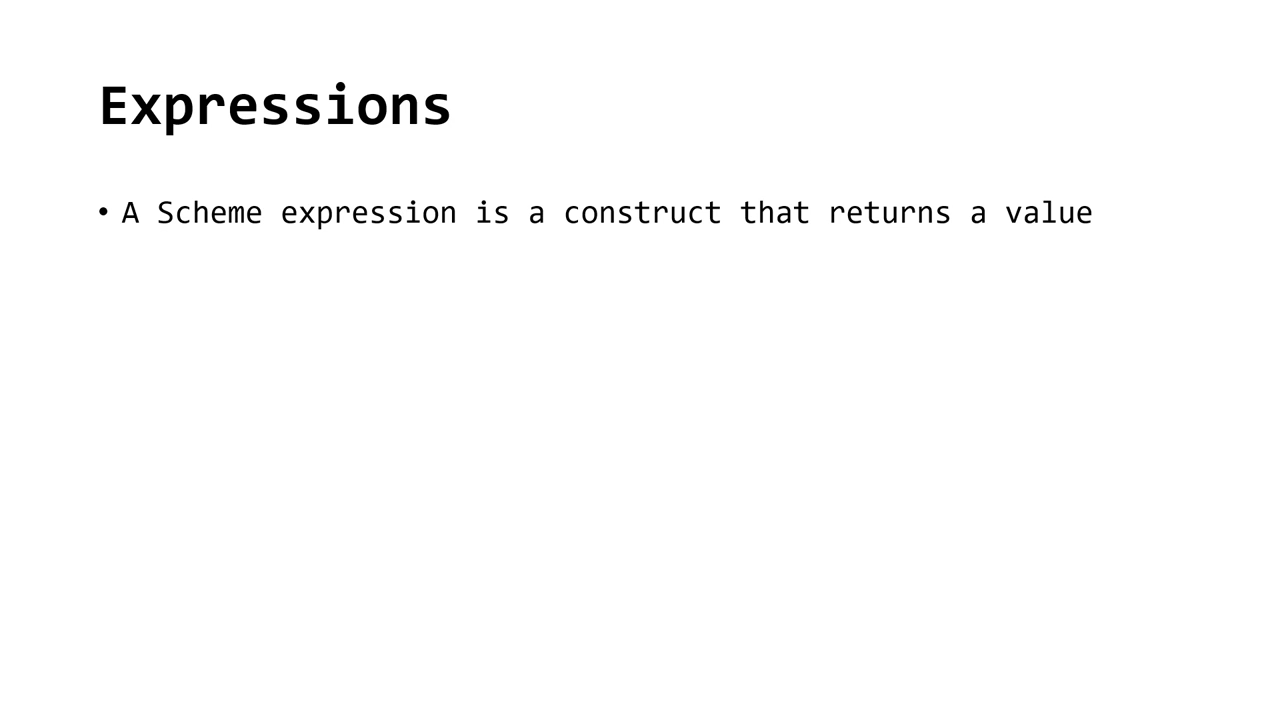 Expressions
• A Scheme expression is a construct that returns a value